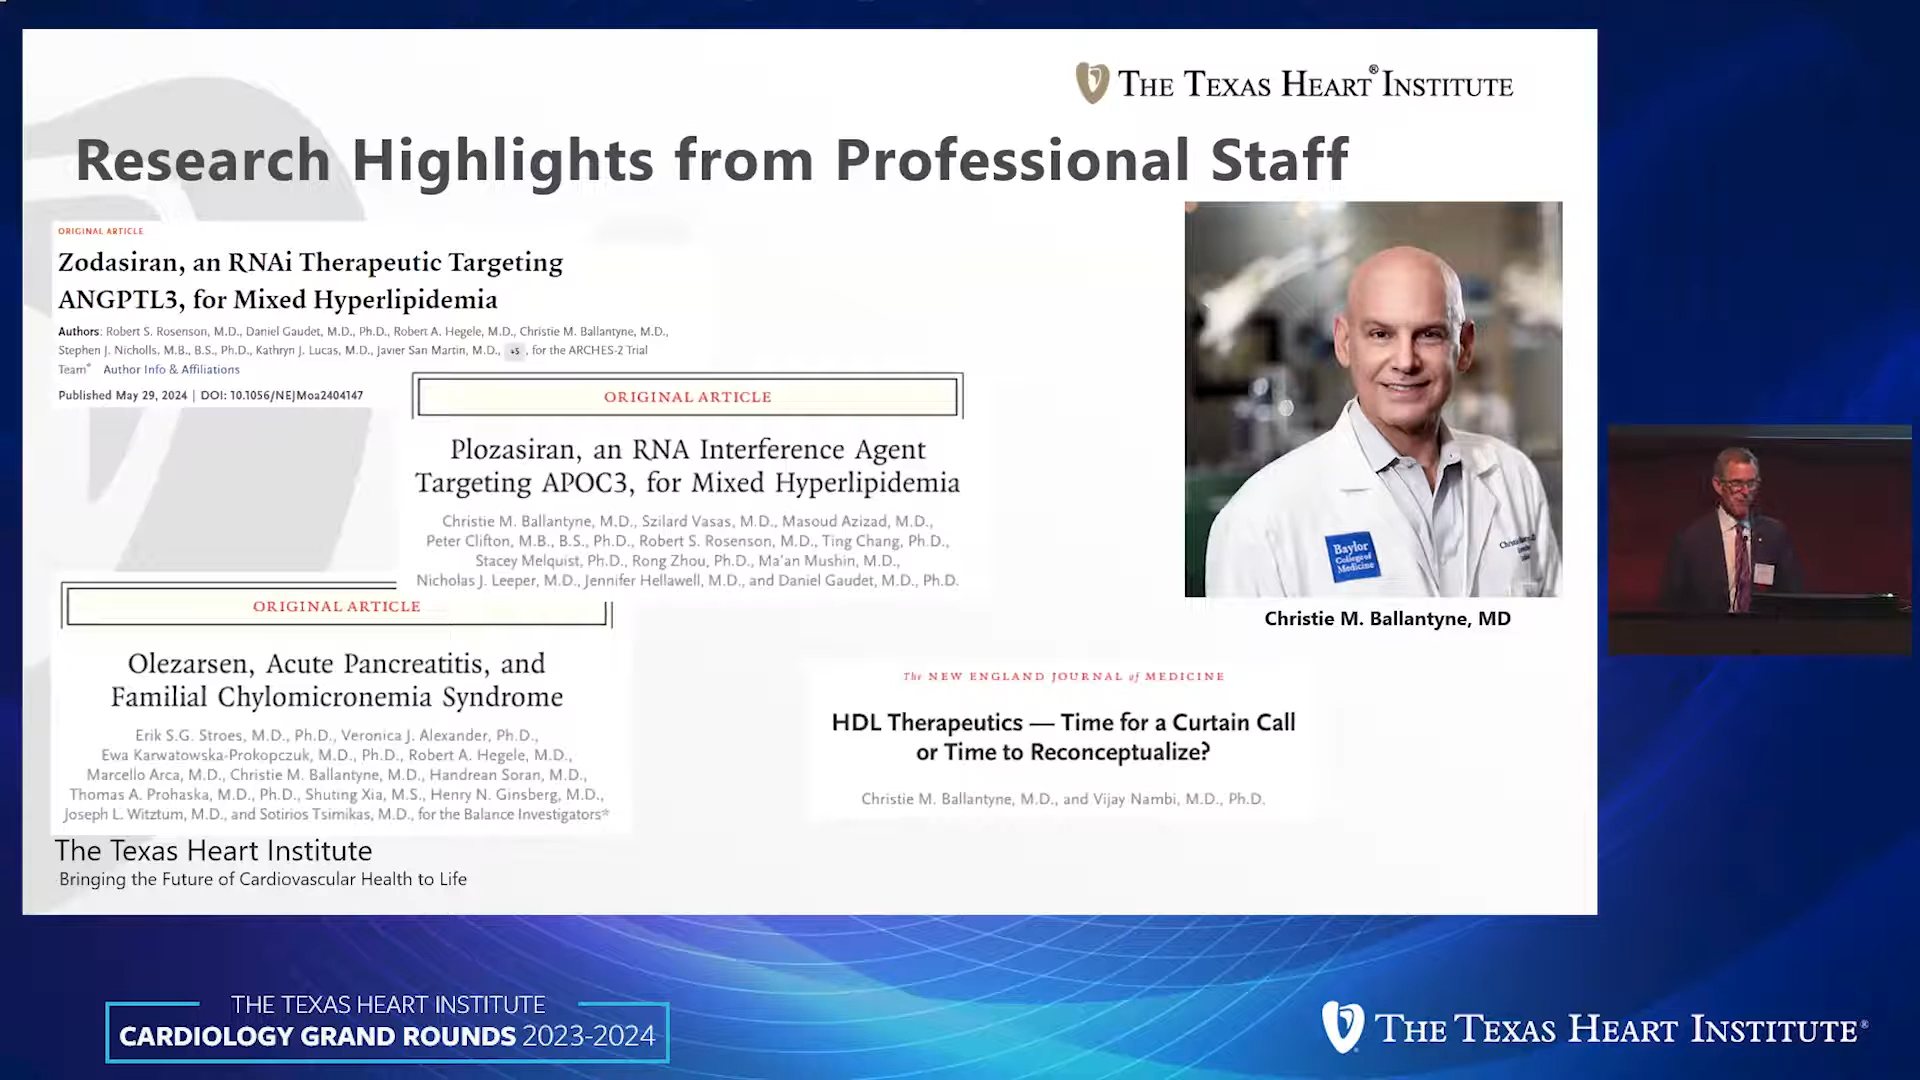 THE TEXAS HEART® INSTITUTE
Research Highlights from Professional Staff
ORIGINAL ARTICLE
Zodasiran, an RNAi Therapeutic Targeting
ANGPTL3, for Mixed Hyperlipidemia
Authors: Robert S. Rosenson, M.D., Daniel Gaudet, M.D., Ph.D., Robert A. Hegele, M.D., Christie M. Ballantyne, M.D.,
Stephen J. Nicholls, M.B., B.S., Ph.D., Kathryn J. Lucas, M.D., Javier San Martin, M.D., +5, for the ARCHES-2 Trial
Team* Author Info & Affiliations
Published May 29, 2024 | DOI: 10.1056/NEJMoa2404147
ORIGINAL ARTICLE
Plozasiran, an RNA Interference Agent
Targeting APOC3, for Mixed Hyperlipidemia
Christie M. Ballantyne, M.D., Szilard Vasas, M.D., Masoud Azizad, M.D.,
Peter Clifton, M.B., B.S., Ph.D., Robert S. Rosenson, M.D., Ting Chang, Ph.D.,
Stacey Melquist, Ph.D., Rong Zhou, Ph.D., Ma'an Mushin, M.D.,
Nicholas J. Leeper, M.D., Jennifer Hellawell, M.D., and Daniel Gaudet, M.D., Ph.D.
ORIGINAL ARTICLE
Olezarsen, Acute Pancreatitis, and
Familial Chylomicronemia Syndrome
Erik S.G. Stroes, M.D., Ph.D., Veronica J. Alexander, Ph.D.,
Ewa Karwatowska-Prokopczuk, M.D., Ph.D., Robert A. Hegele, M.D.,
Marcello Arca, M.D., Christie M. Ballantyne, M.D., Handrean Soran, M.D.,
Thomas A. Prohaska, M.D., Ph.D., Shuting Xia, M.S., Henry N. Ginsberg, M.D.,
Joseph L. Witztum, M.D., and Sotirios Tsimikas, M.D., for the Balance Investigators*
Baylor
College of
Medicine
Christie M. Ballantyne, MD
The NEW ENGLAND JOURNAL of MEDICINE
HDL Therapeutics — Time for a Curtain Call
or Time to Reconceptualize?
Christie M. Ballantyne, M.D., and Vijay Nambi, M.D., Ph.D.
The Texas Heart Institute
Bringing the Future of Cardiovascular Health to Life
THE TEXAS HEART INSTITUTE
CARDIOLOGY GRAND ROUNDS 2023-2024
THE TEXAS HEART INSTITUTE®